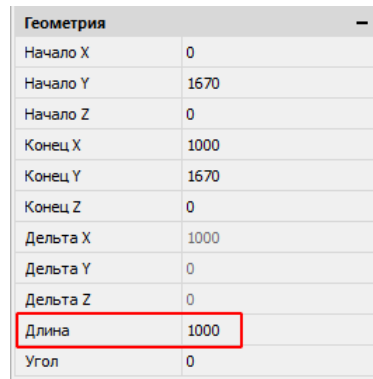 Геометрия
Начало X 0
Начало Y 1670
Начало Z 0
Конец X 1000
Конец Y 1670
Конец Z 0
Дельта X 1000
Дельта Y 0
Дельта Z 0
Длина 1000
Угол 0